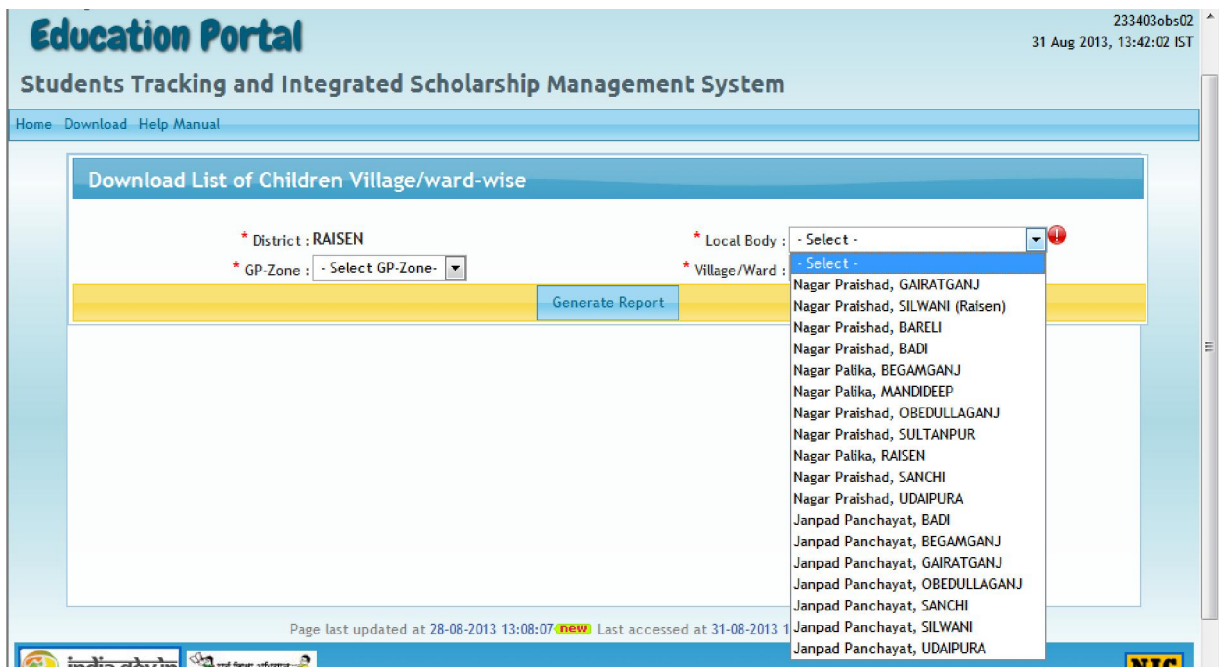 Education Portal
233403obs02
31 Aug 2013, 13:42:02 IST
Students Tracking and Integrated Scholarship Management System
Home Download Help Manual
Download List of Children Village/ward-wise
* District : RAISEN
* Local Body : - Select -
* GP-Zone : - Select GP-Zone-
* Village/Ward :
- Select -
Nagar Praishad, GAIRATGANJ
Nagar Praishad, SILWANI (Raisen)
Nagar Praishad, BARELI
Nagar Praishad, BADI
Nagar Palika, BEGAMGANJ
Nagar Palika, MANDIDEEP
Nagar Praishad, OBEDULLAGANJ
Nagar Praishad, SULTANPUR
Nagar Palika, RAISEN
Nagar Praishad, SANCHI
Nagar Praishad, UDAIPURA
Janpad Panchayat, BADI
Janpad Panchayat, BEGAMGANJ
Janpad Panchayat, GAIRATGANJ
Janpad Panchayat, OBEDULLAGANJ
Janpad Panchayat, SANCHI
Janpad Panchayat, SILWANI
Janpad Panchayat, UDAIPURA
Generate Report
Page last updated at 28-08-2013 13:08:07 new Last accessed at 31-08-2013 1
india.gov.in
NIC